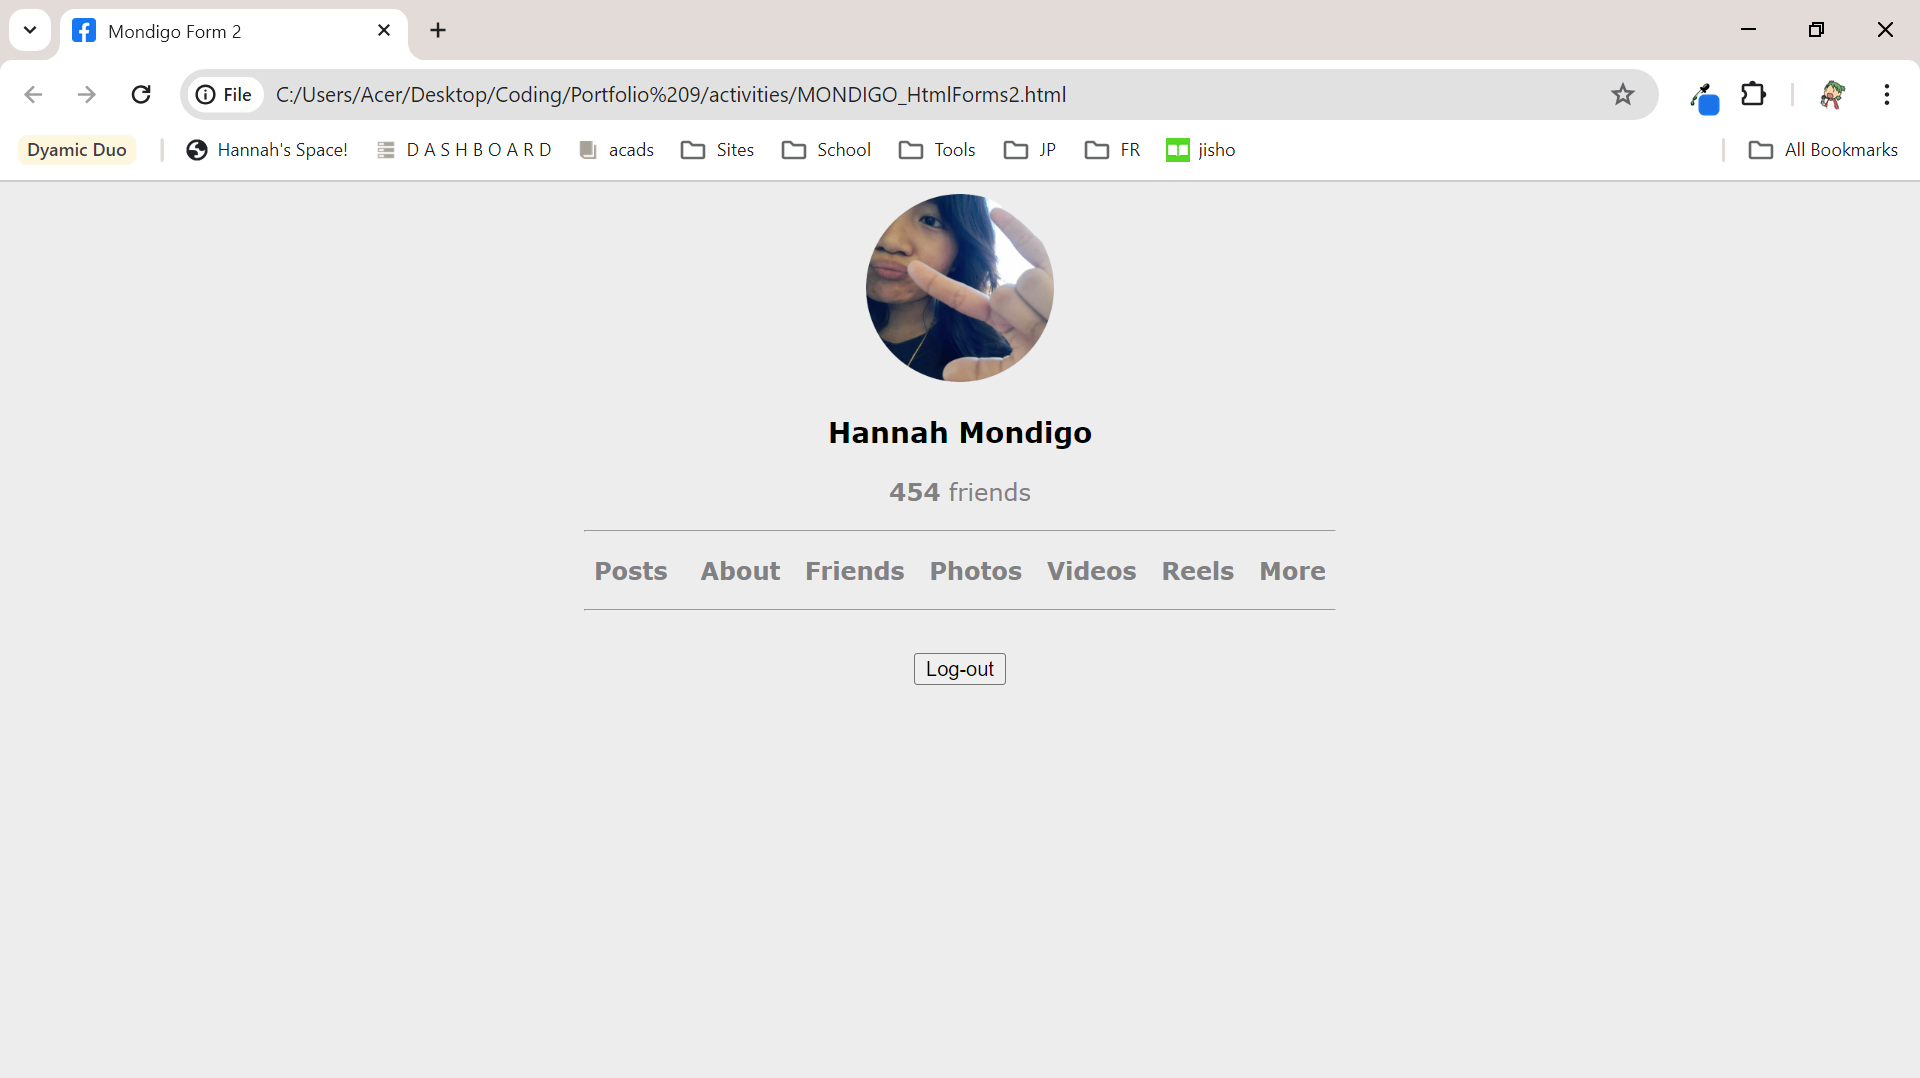 Mondigo Form 2
File C:/Users/Acer/Desktop/Coding/Portfolio%209/activities/MONDIGO_HtmlForms2.html
Dyamic Duo Hannah's Space! D A S H B O A R D acads Sites School Tools JP FR jisho All Bookmarks
Hannah Mondigo
454 friends
Posts About Friends Photos Videos Reels More
Log-out